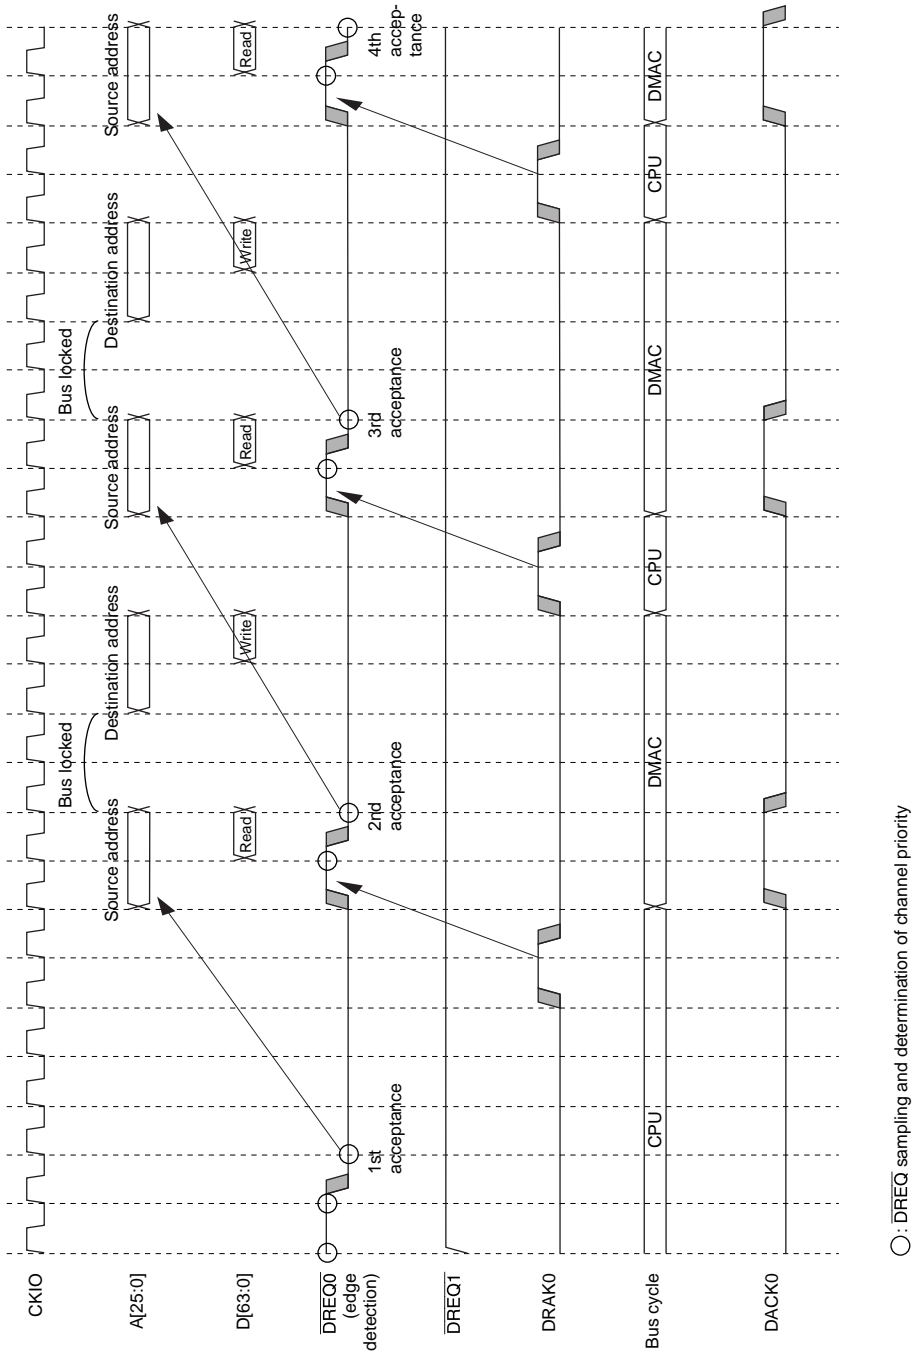 CKIO
Bus locked
Bus locked
A[25:0]
Source address
Destination address
Source address
Destination address
Source address
D[63:0]
Read
Write
Read
Write
Read
DREQ0
(edge
detection)
1st
acceptance
2nd
acceptance
3rd
acceptance
4th
accep-
tance
DREQ1
DRAK0
Bus cycle
CPU
DMAC
CPU
DMAC
CPU
DMAC
DACK0
: DREQ sampling and determination of channel priority